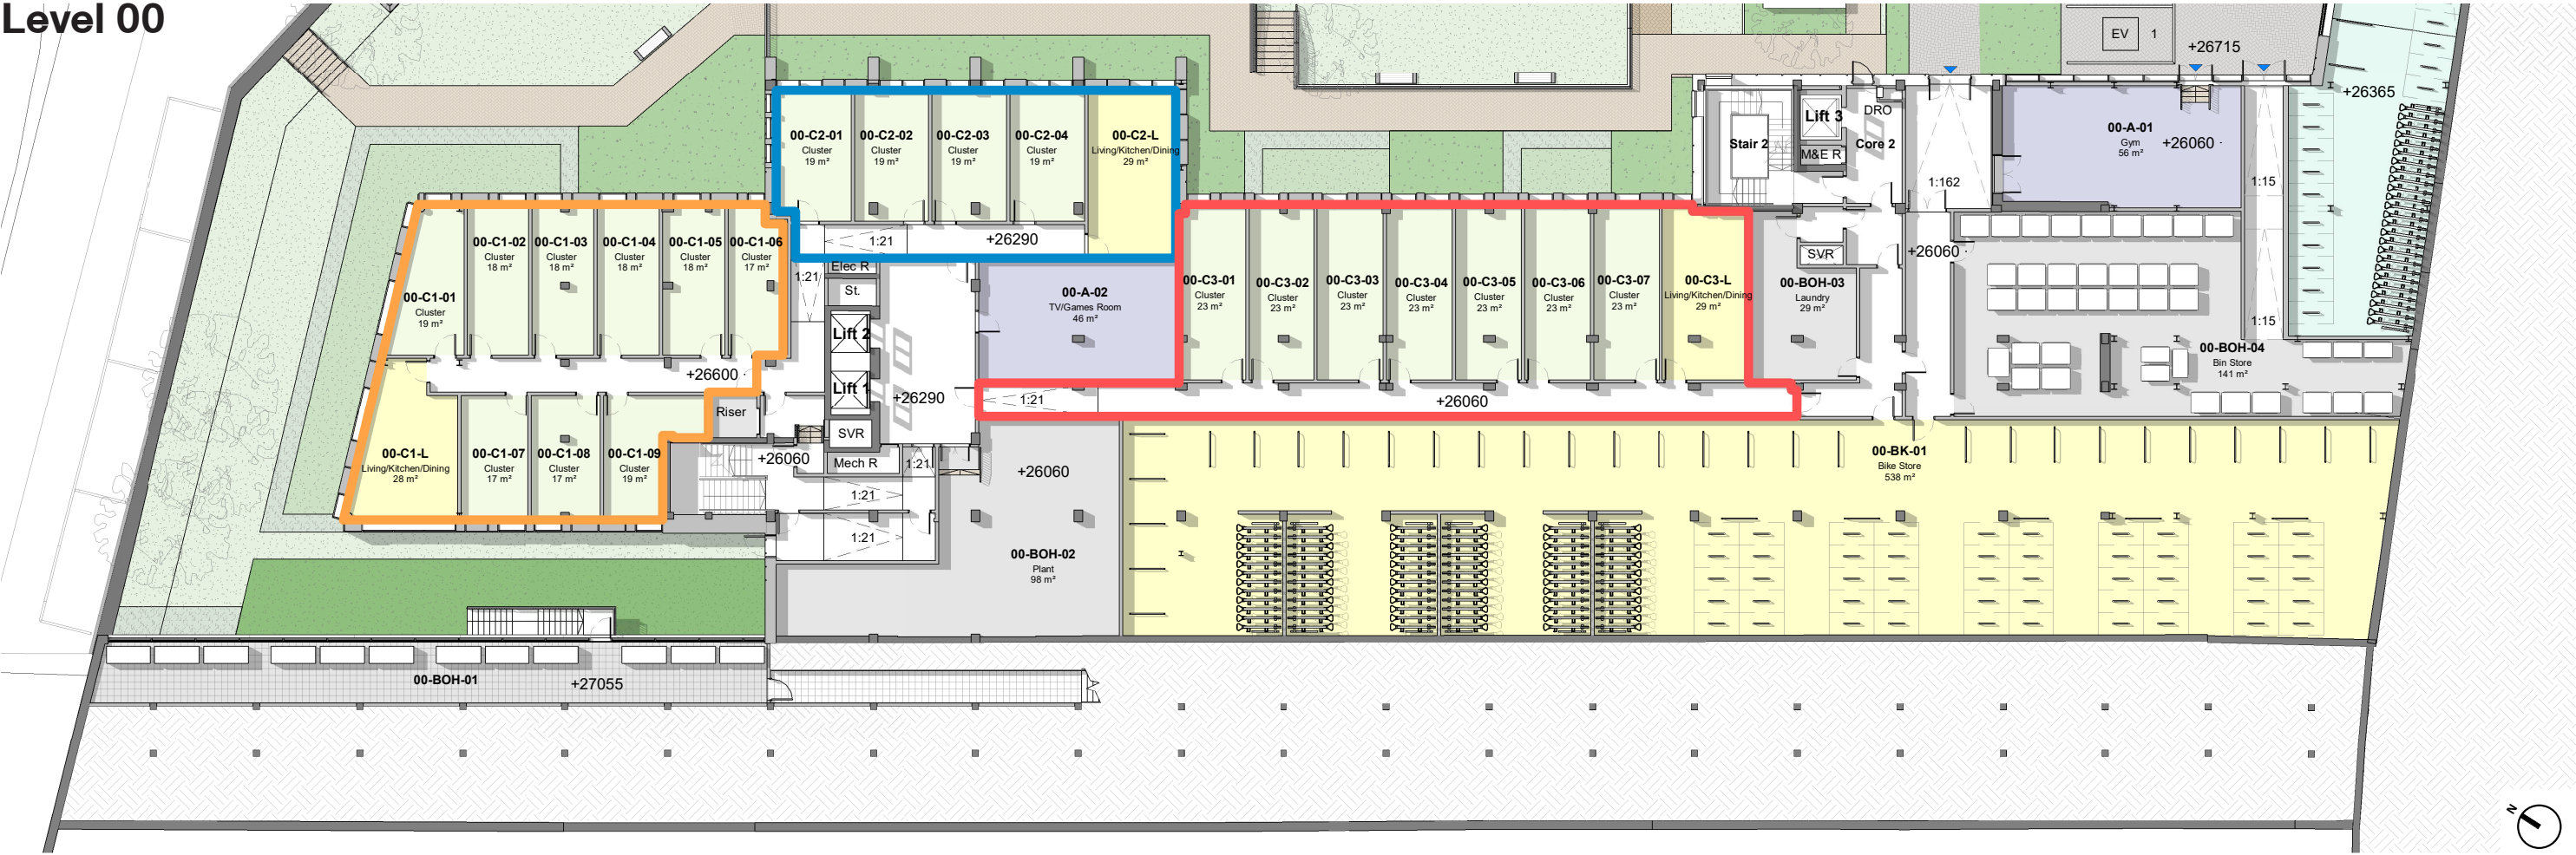 Level 00
EV 1
+26715
+26365
00-C2-01
Cluster
19 m²
00-C2-02
Cluster
19 m²
00-C2-03
Cluster
19 m²
00-C2-04
Cluster
19 m²
00-C2-L
Living/Kitchen/Dining
29 m²
1:21
+26290
Stair 2
Lift 3
M&E R
DRO
Core 2
1:162
00-A-01
Gym
56 m²
+26060
1:15
1:15
00-C1-01
Cluster
19 m²
00-C1-02
Cluster
18 m²
00-C1-03
Cluster
18 m²
00-C1-04
Cluster
18 m²
00-C1-05
Cluster
18 m²
00-C1-06
Cluster
17 m²
+26600
00-C1-L
Living/Kitchen/Dining
28 m²
00-C1-07
Cluster
17 m²
00-C1-08
Cluster
17 m²
00-C1-09
Cluster
19 m²
Riser
1:21
Elec R
St.
Lift 2
Lift 1
SVR
Mech R
+26290
+26060
1:21
1:21
1:21
00-A-02
TV/Games Room
46 m²
00-C3-01
Cluster
23 m²
00-C3-02
Cluster
23 m²
00-C3-03
Cluster
23 m²
00-C3-04
Cluster
23 m²
00-C3-05
Cluster
23 m²
00-C3-06
Cluster
23 m²
00-C3-07
Cluster
23 m²
00-C3-L
Living/Kitchen/Dining
29 m²
1:21
+26060
SVR
00-BOH-03
Laundry
29 m²
+26060
00-BOH-04
Bin Store
141 m²
+26060
00-BOH-02
Plant
98 m²
00-BK-01
Bike Store
538 m²
00-BOH-01
+27055
N